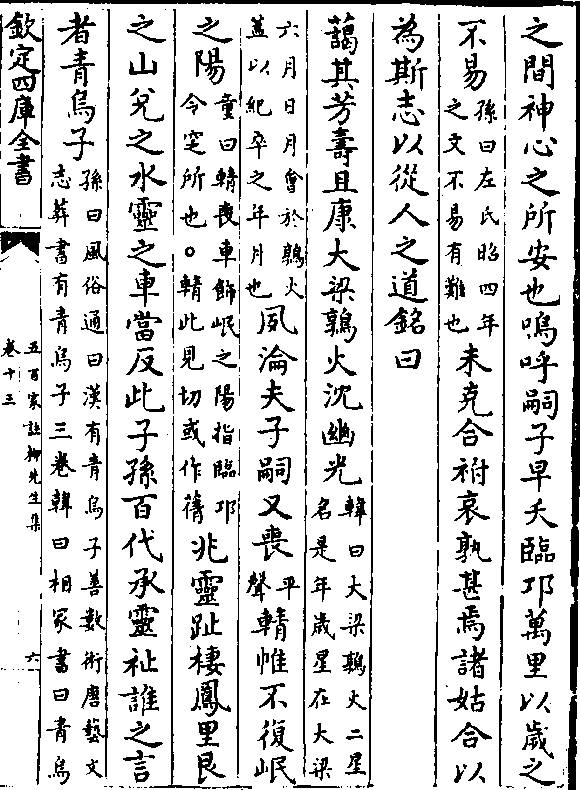 之間神心之所安也嗚呼嗣子早夭臨邛萬里以歲之
不易孫曰左氏昭四年之文不易有難也未克合祔哀孰甚焉諸姑合以
為斯志以從人之道銘曰
藹其芳壽且康大梁鶉火沈幽光韓曰大梁鶉火二星名是年歲星在大梁
六月日月會於鶉火蓋以紀卒之年月也夙淪夫子嗣又喪平聲輤帷不復岷
之陽童曰輤喪車飾岷之陽指臨邛今窆所也○輤此見切或作蒨兆靈趾棲鳳里艮
之山兌之水靈之車當反此子孫百代承靈祉誰之言
者青烏子孫曰風俗通曰漢有青烏子善數術唐藝文志葬書有青烏子三卷韓曰相冢書曰青烏
欽定四庫全書
五百家註柳先生集
卷十三
六